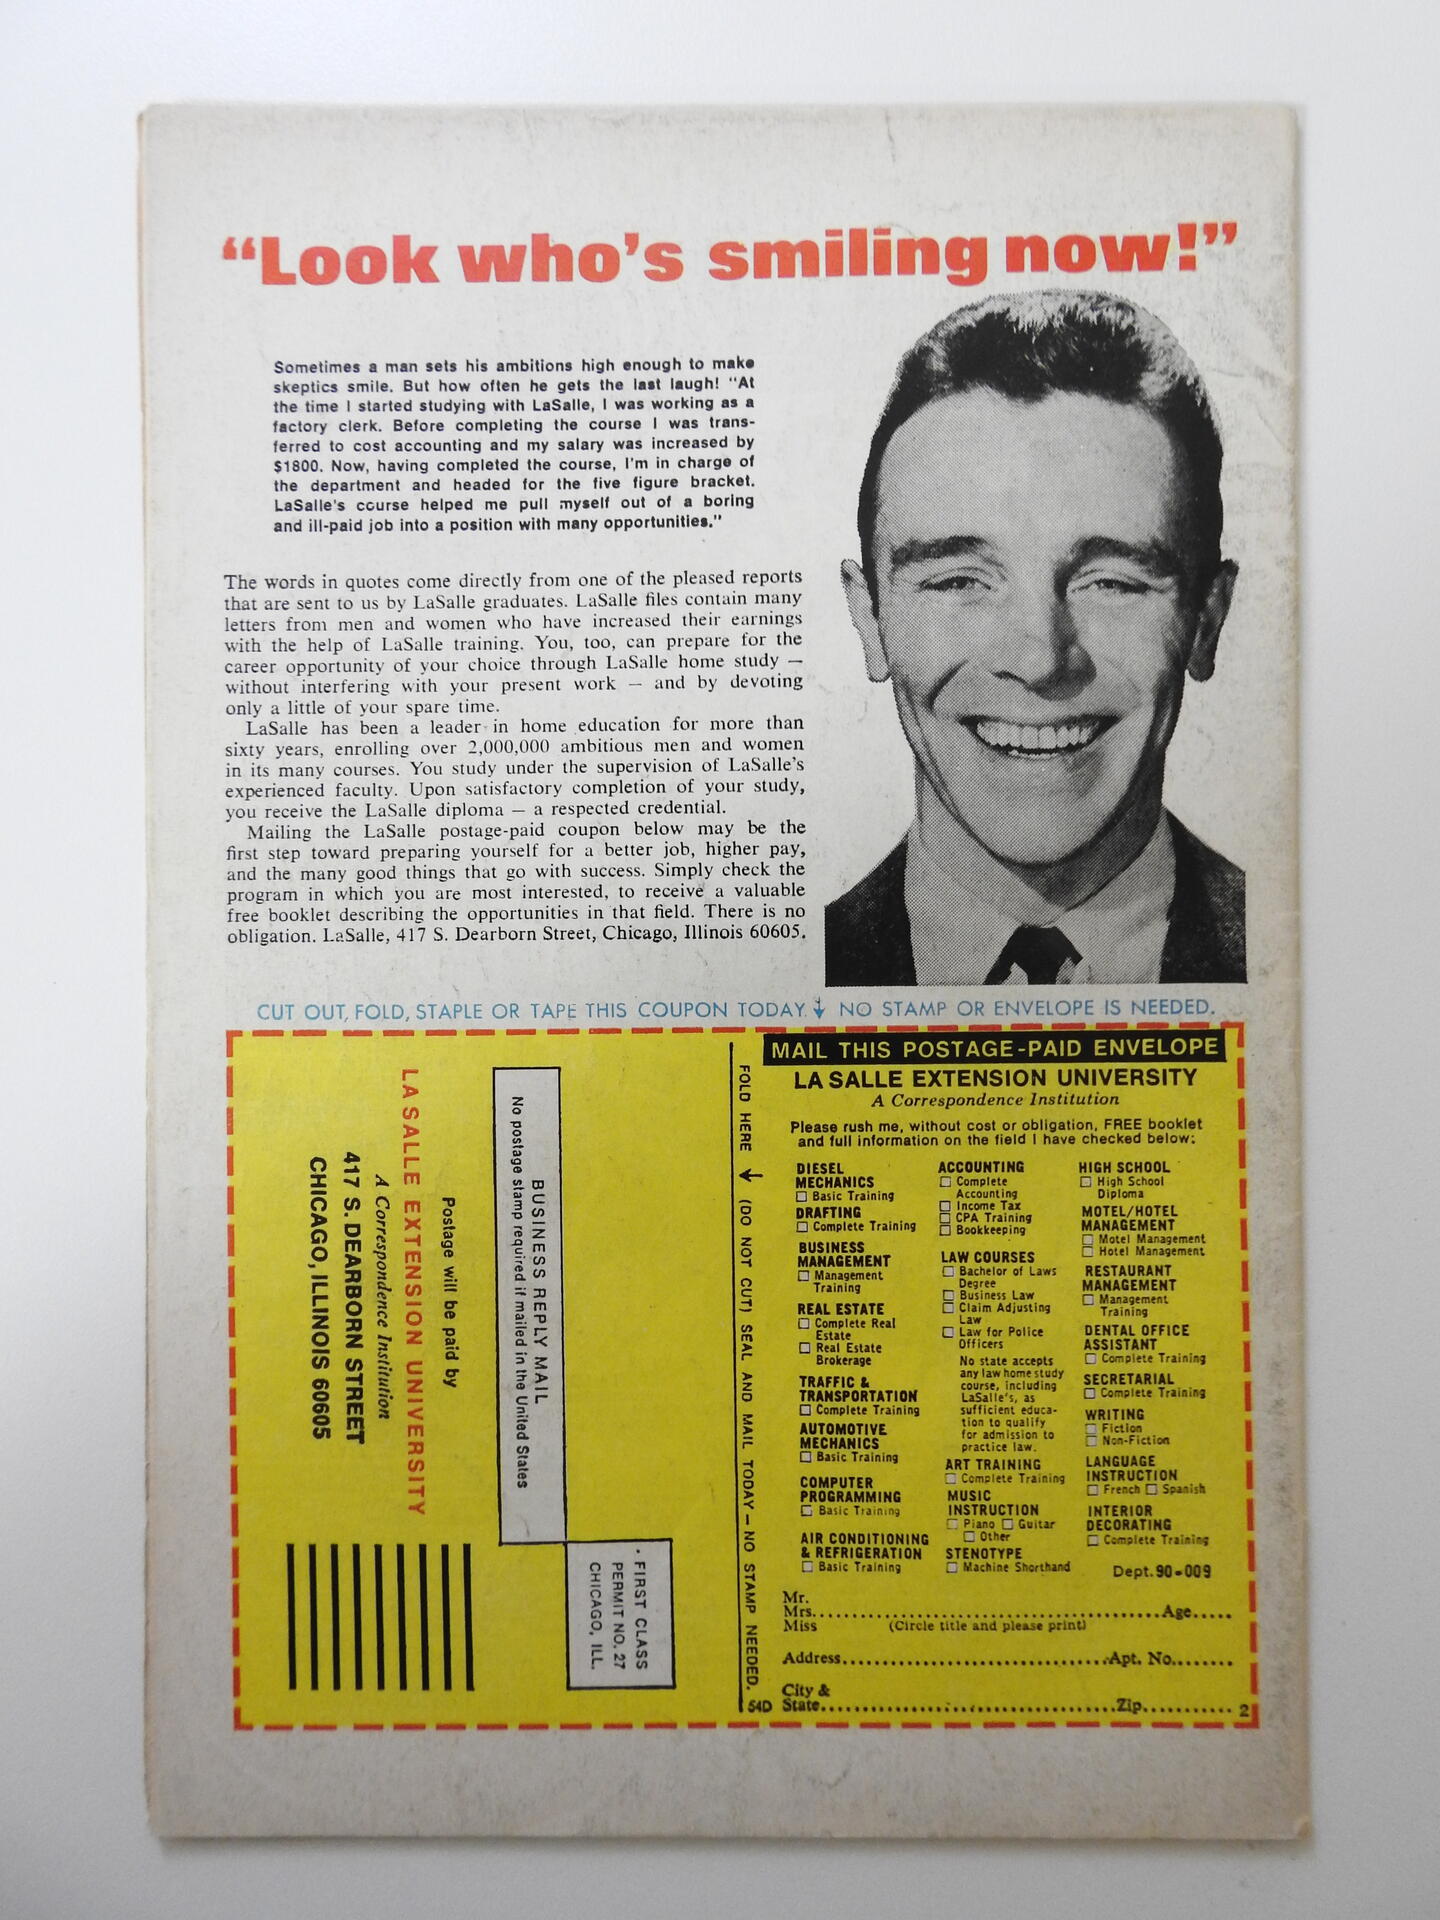 “Look who’s smiling now!”
Sometimes a man sets his ambitions high enough to make
skeptics smile. But how often he gets the last laugh! “At
the time I started studying with LaSalle, I was working as a
factory clerk. Before completing the course I was trans-
ferred to cost accounting and my salary was increased by
$1800. Now, having completed the course, I’m in charge of
the department and headed for the five figure bracket.
LaSalle’s course helped me pull myself out of a boring
and ill-paid job into a position with many opportunities.”
The words in quotes come directly from one of the pleased reports
that are sent to us by LaSalle graduates. LaSalle files contain many
letters from men and women who have increased their earnings
with the help of LaSalle training. You, too, can prepare for the
career opportunity of your choice through LaSalle home study —
without interfering with your present work — and by devoting
only a little of your spare time.
LaSalle has been a leader in home education for more than
sixty years, enrolling over 2,000,000 ambitious men and women
in its many courses. You study under the supervision of LaSalle’s
experienced faculty. Upon satisfactory completion of your study,
you receive the LaSalle diploma — a respected credential.
Mailing the LaSalle postage-paid coupon below may be the
first step toward preparing yourself for a better job, higher pay,
and the many good things that go with success. Simply check the
program in which you are most interested, to receive a valuable
free booklet describing the opportunities in that field. There is no
obligation. LaSalle, 417 S. Dearborn Street, Chicago, Illinois 60605.
CUT OUT, FOLD, STAPLE OR TAPE THIS COUPON TODAY. NO STAMP OR ENVELOPE IS NEEDED.
FIRST CLASS
PERMIT NO. 27
CHICAGO, ILL.
BUSINESS REPLY MAIL
No postage stamp required if mailed in the United States
Postage will be paid by
LA SALLE EXTENSION UNIVERSITY
A Correspondence Institution
417 S. DEARBORN STREET
CHICAGO, ILLINOIS 60605
FOLD HERE (DO NOT CUT) SEAL AND MAIL TODAY — NO STAMP NEEDED.
MAIL THIS POSTAGE-PAID ENVELOPE
LA SALLE EXTENSION UNIVERSITY
A Correspondence Institution
Please rush me, without cost or obligation, FREE booklet
and full information on the field I have checked below:
DIESEL
MECHANICS
Basic Training
DRAFTING
Complete Training
BUSINESS
MANAGEMENT
Management
Training
REAL ESTATE
Complete Real
Estate
Real Estate
Brokerage
TRAFFIC &
TRANSPORTATION
Complete Training
AUTOMOTIVE
MECHANICS
Basic Training
COMPUTER
PROGRAMMING
Basic Training
AIR CONDITIONING
& REFRIGERATION
Basic Training
ACCOUNTING
Complete
Accounting
Income Tax
CPA Training
Bookkeeping
LAW COURSES
Bachelor of Laws
Degree
Business Law
Claim Adjusting
Law
Law for Police
Officers
No state accepts
any law home study
course, including
LaSalle’s, as
sufficient educa-
tion to qualify
for admission to
practice law.
ART TRAINING
Complete Training
MUSIC
INSTRUCTION
Piano Guitar
Other
STENOTYPE
Machine Shorthand
HIGH SCHOOL
High School
Diploma
MOTEL/HOTEL
MANAGEMENT
Motel Management
Hotel Management
RESTAURANT
MANAGEMENT
Management
Training
DENTAL OFFICE
ASSISTANT
Complete Training
SECRETARIAL
Complete Training
WRITING
Fiction
Non-Fiction
LANGUAGE
INSTRUCTION
French Spanish
INTERIOR
DECORATING
Complete Training
Dept. 90-009
Mr.
Mrs. Age
Miss (Circle title and please print)
Address Apt. No.
City &
State Zip 2
54D